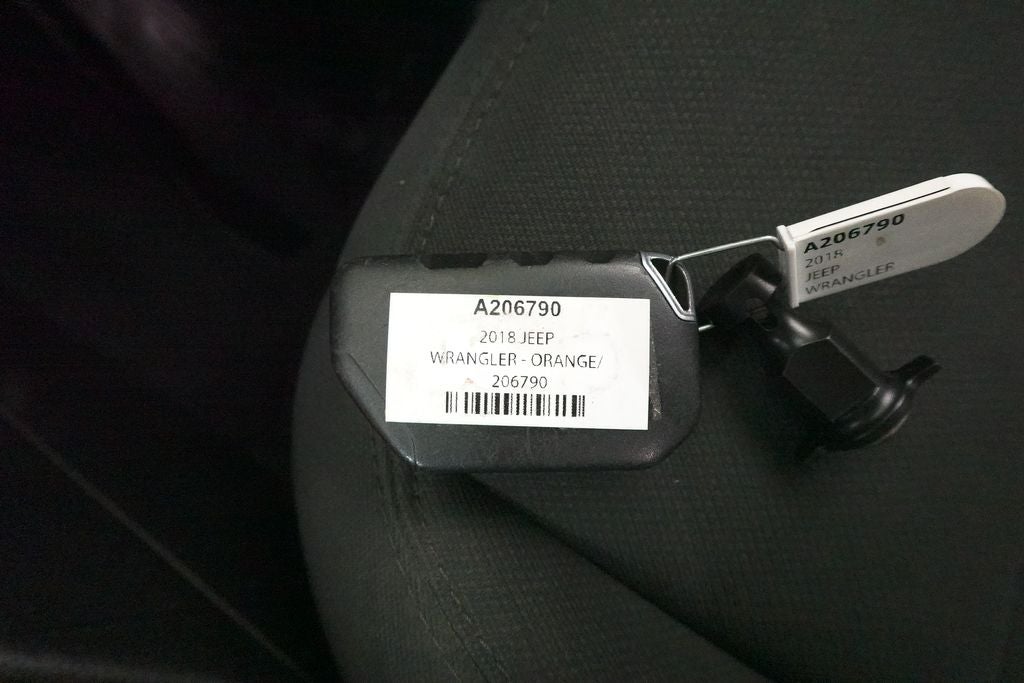 A206790
2018 JEEP
WRANGLER - ORANGE/
206790
A206790
2018
JEEP
WRANGLER